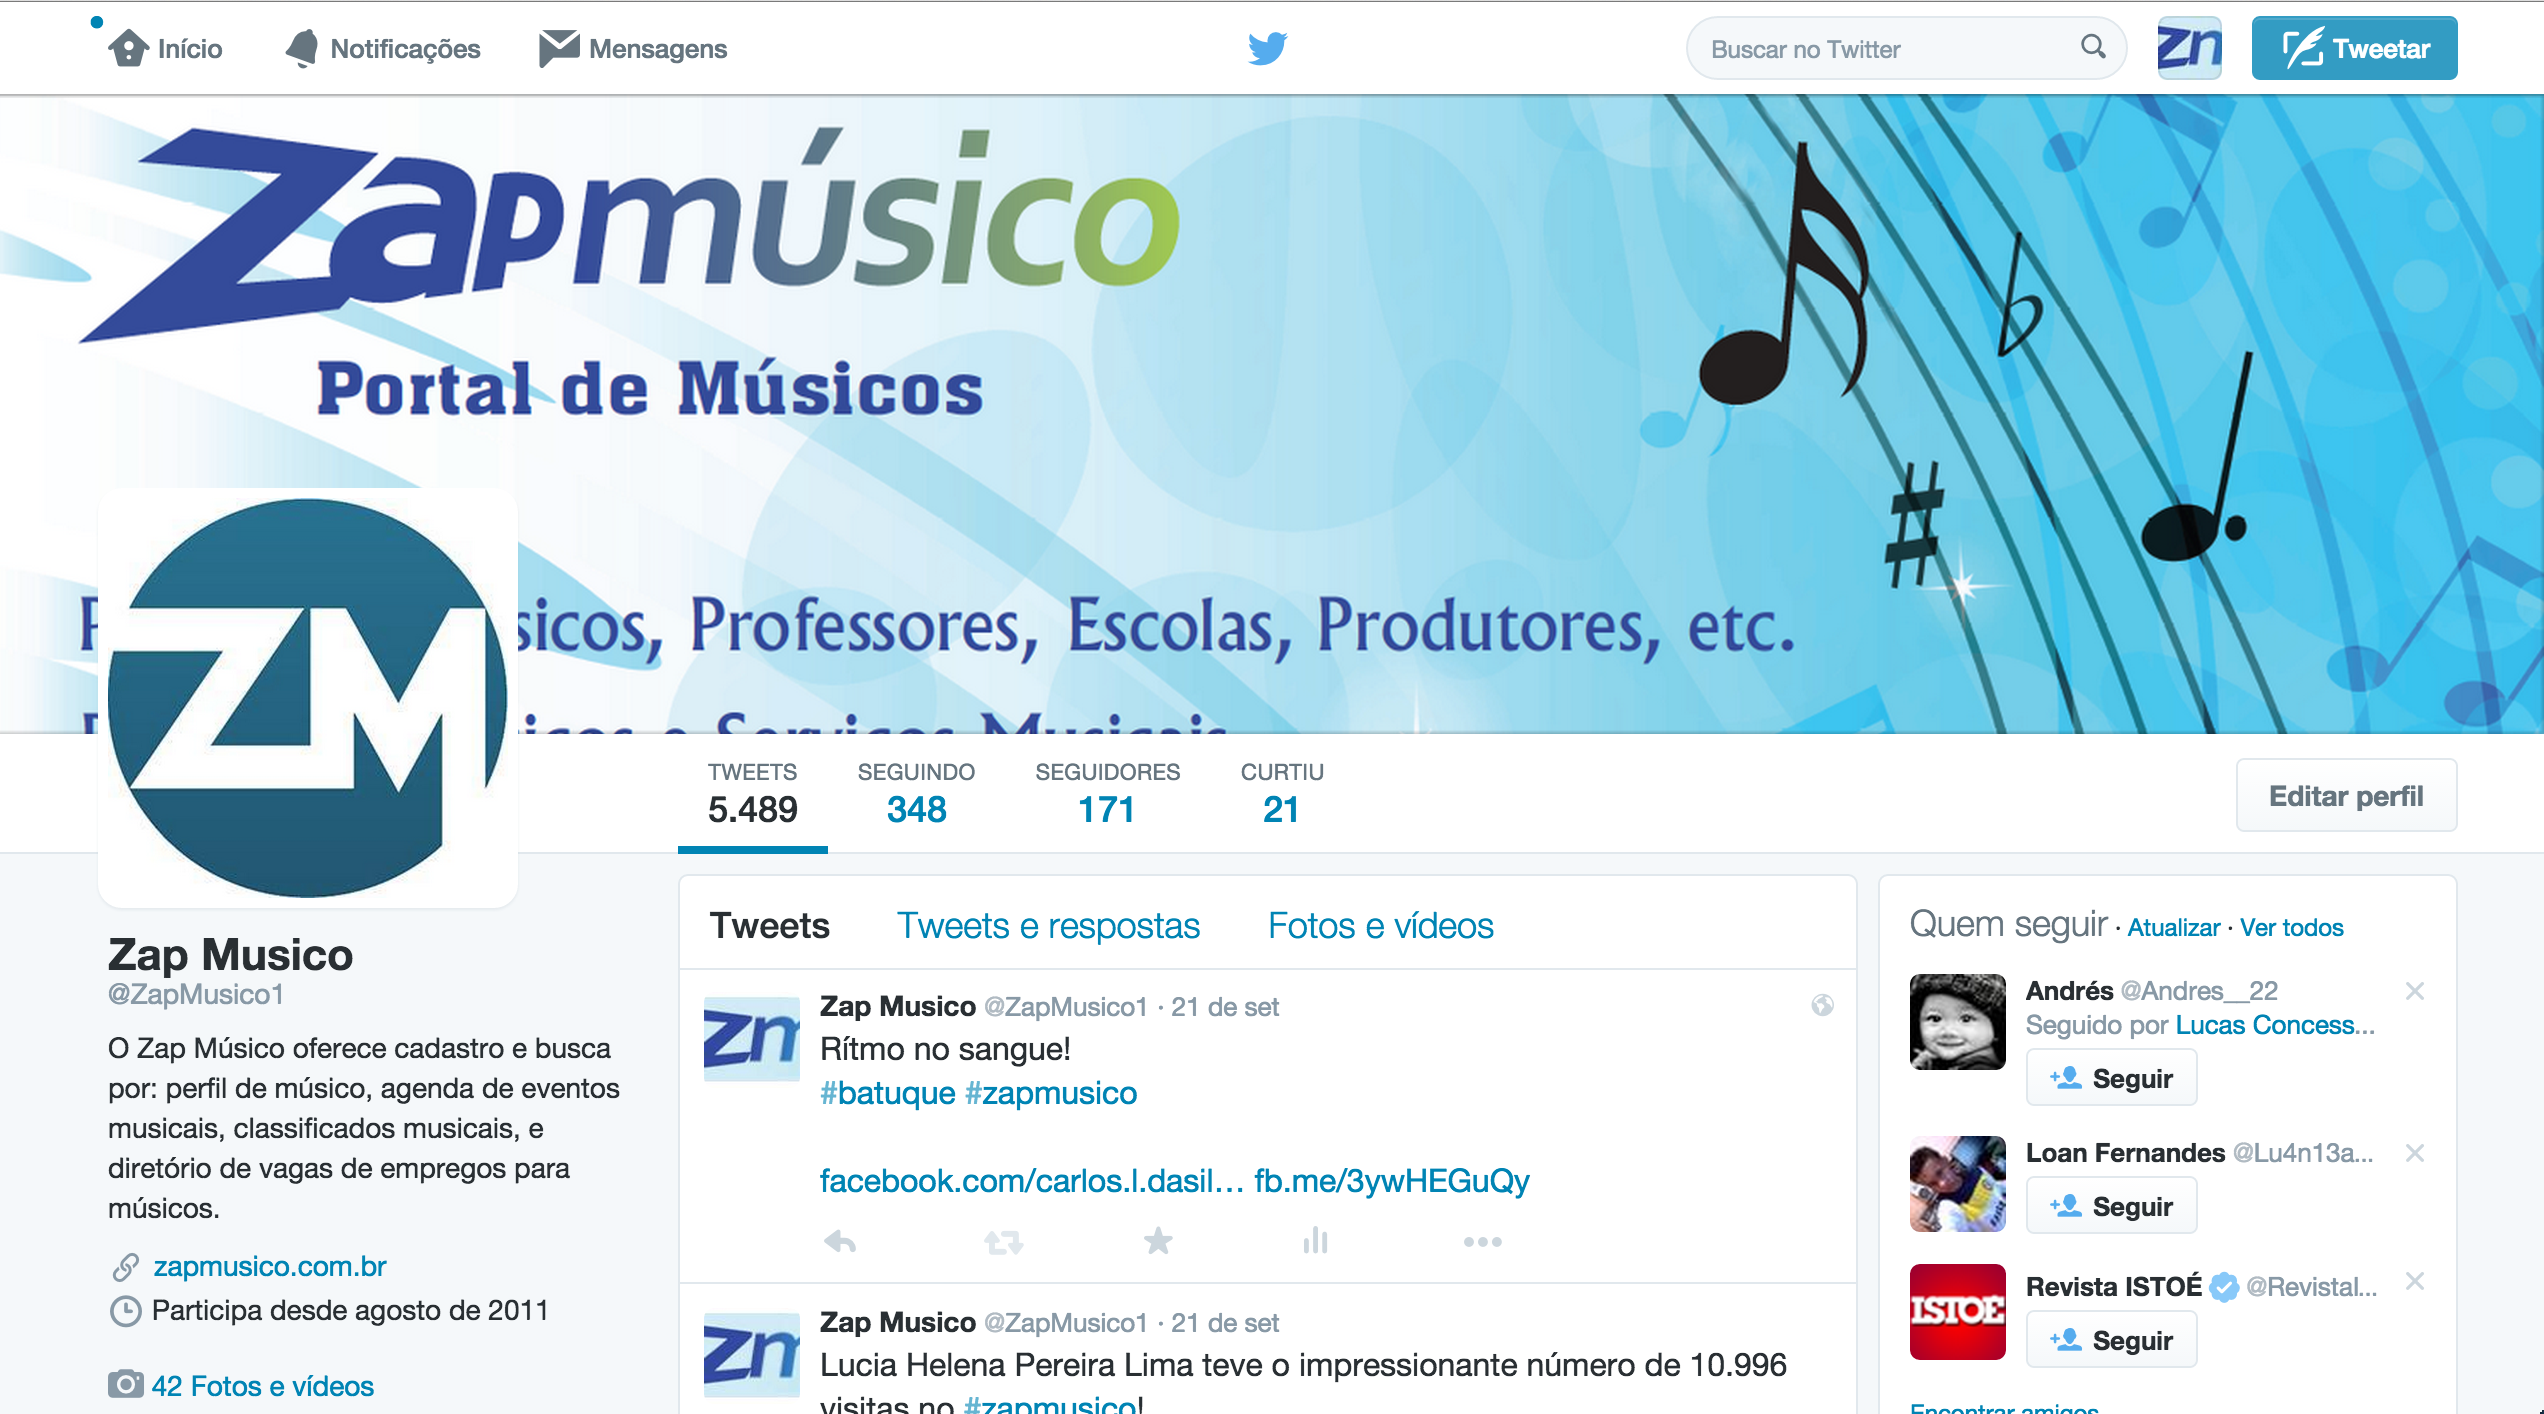 Início
Notificações
Mensagens
Buscar no Twitter
Zn
Tweetar
Zapmúsico
Portal de Músicos
sicos, Professores, Escolas, Produtores, etc.
e Serviços Musicais
ZM
TWEETS
5.489
SEGUINDO
348
SEGUIDORES
171
CURTIU
21
Editar perfil
Zap Musico
@ZapMusico1
O Zap Músico oferece cadastro e busca
por: perfil de músico, agenda de eventos
musicais, classificados musicais, e
diretório de vagas de empregos para
músicos.
zapmusico.com.br
Participa desde agosto de 2011
42 Fotos e vídeos
Tweets
Tweets e respostas
Fotos e vídeos
Zap Musico @ZapMusico1 · 21 de set
Rítmo no sangue!
#batuque #zapmusico
facebook.com/carlos.l.dasil… fb.me/3ywHEGuQy
Zap Musico @ZapMusico1 · 21 de set
Lucia Helena Pereira Lima teve o impressionante número de 10.996
visitas no #zapmusico!
Quem seguir · Atualizar · Ver todos
Andrés @Andres__22
Seguido por Lucas Concess...
Seguir
Loan Fernandes @Lu4n13a...
Seguir
ISTOÉ
Revista ISTOÉ @RevistaI...
Seguir
Encontrar amigos